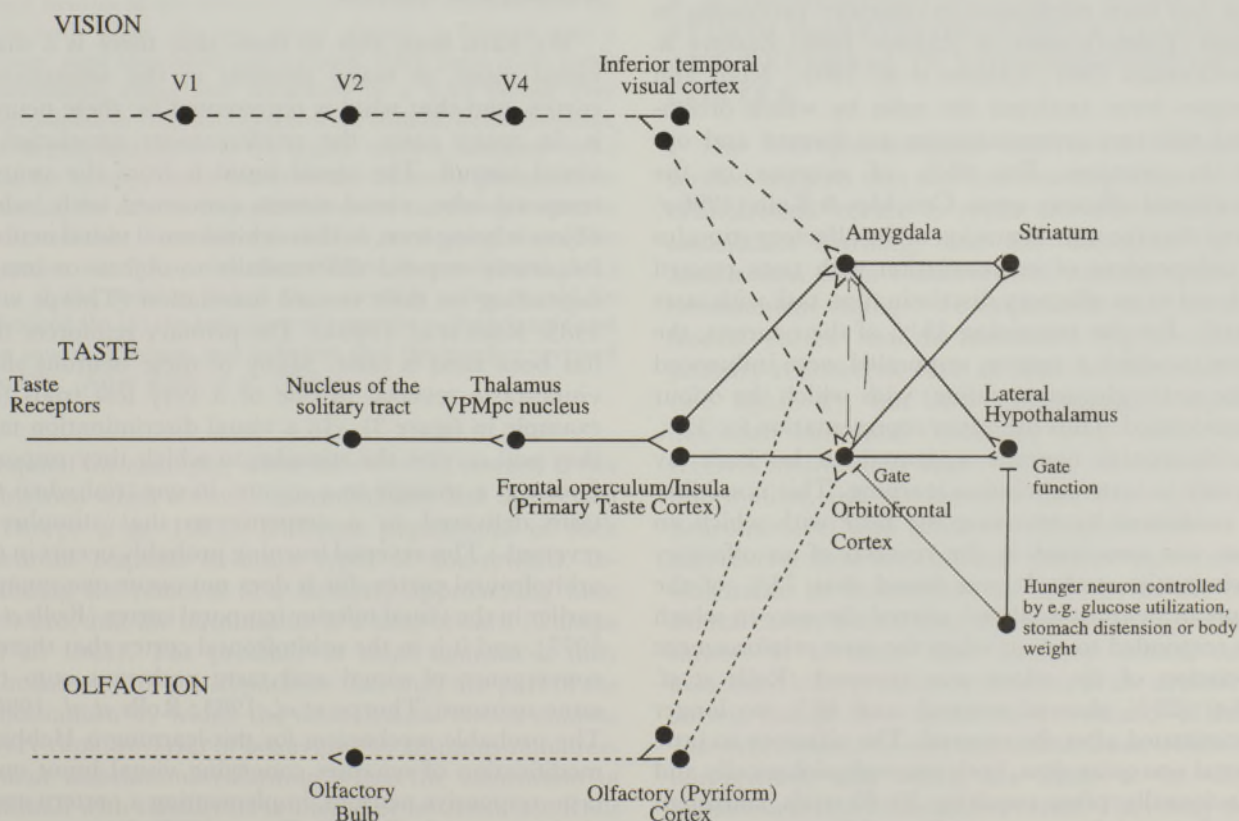 VISION
V1
V2
V4
Inferior temporal
visual cortex
Amygdala
Striatum
TASTE
Taste
Receptors
Nucleus of the
solitary tract
Thalamus
VPMpc nucleus
Lateral
Hypothalamus
Frontal operculum/Insula
(Primary Taste Cortex)
Gate
Orbitofrontal
Cortex
Gate
function
Hunger neuron controlled
by e.g. glucose utilization,
stomach distension or body
weight
OLFACTION
Olfactory
Bulb
Olfactory (Pyriform)
Cortex